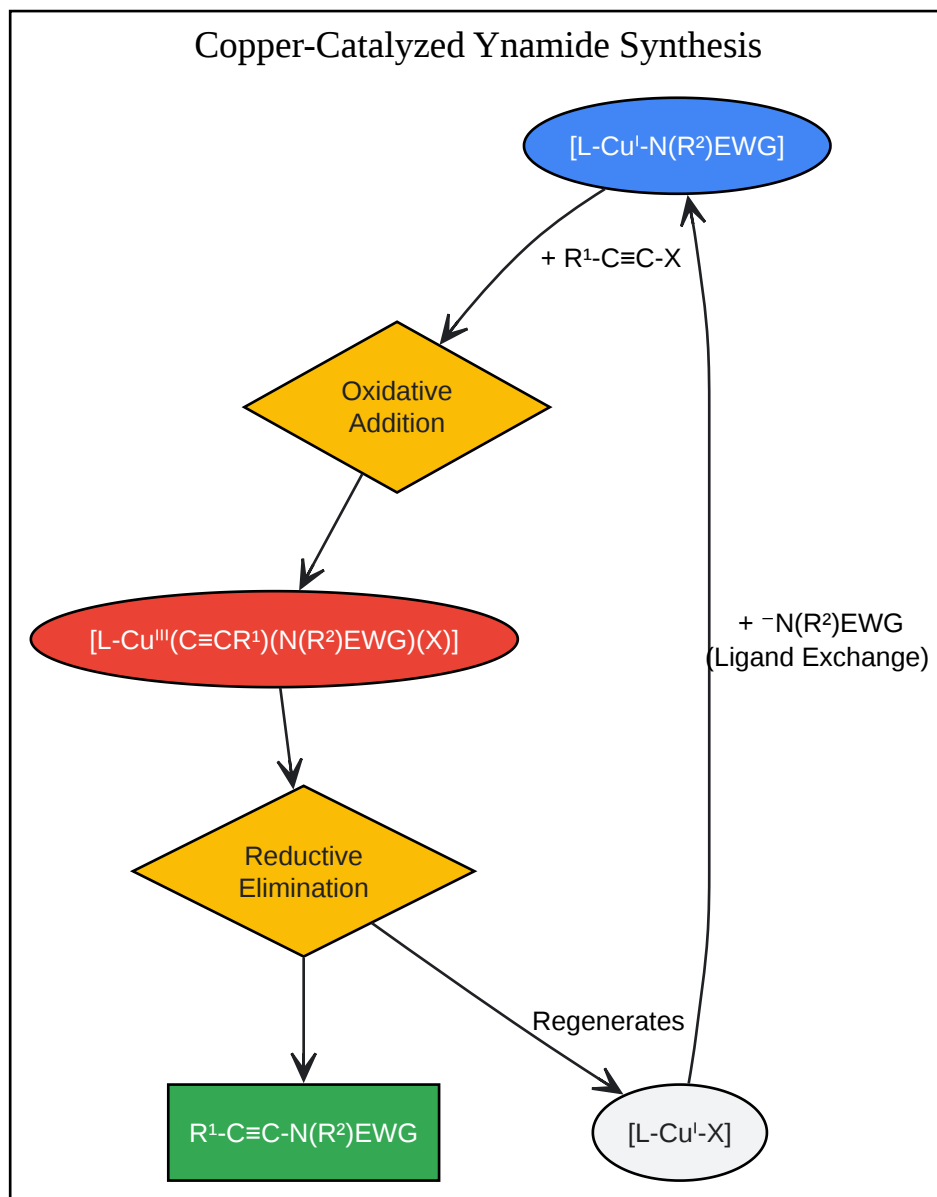 Copper-Catalyzed Ynamide Synthesis
[L-Cuᴵ-N(R²)EWG]
+ R¹-C≡C-X
Oxidative
Addition
[L-Cuᴵᴵᴵ(C≡CR¹)(N(R²)EWG)(X)]
+ ⁻N(R²)EWG
(Ligand Exchange)
Reductive
Elimination
Regenerates
R¹-C≡C-N(R²)EWG
[L-Cuᴵ-X]